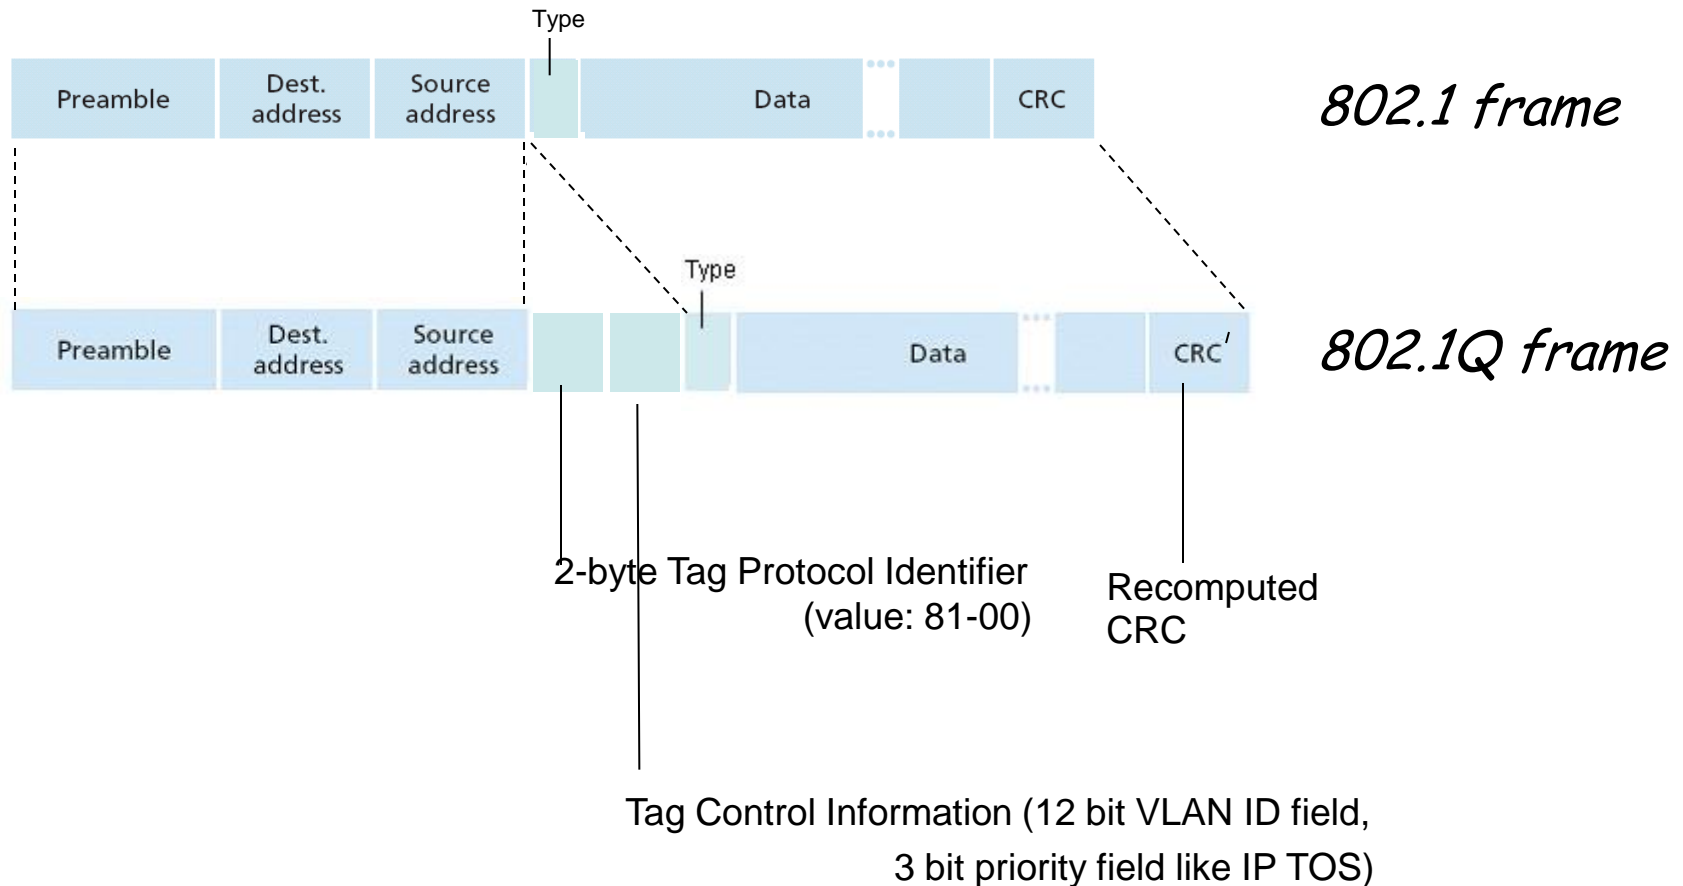 Type
Preamble
Dest.
address
Source
address
Data
CRC
802.1 frame
Type
Preamble
Dest.
address
Source
address
Data
CRC'
802.1Q frame
2-byte Tag Protocol Identifier
(value: 81-00)
Recomputed
CRC
Tag Control Information (12 bit VLAN ID field,
3 bit priority field like IP TOS)